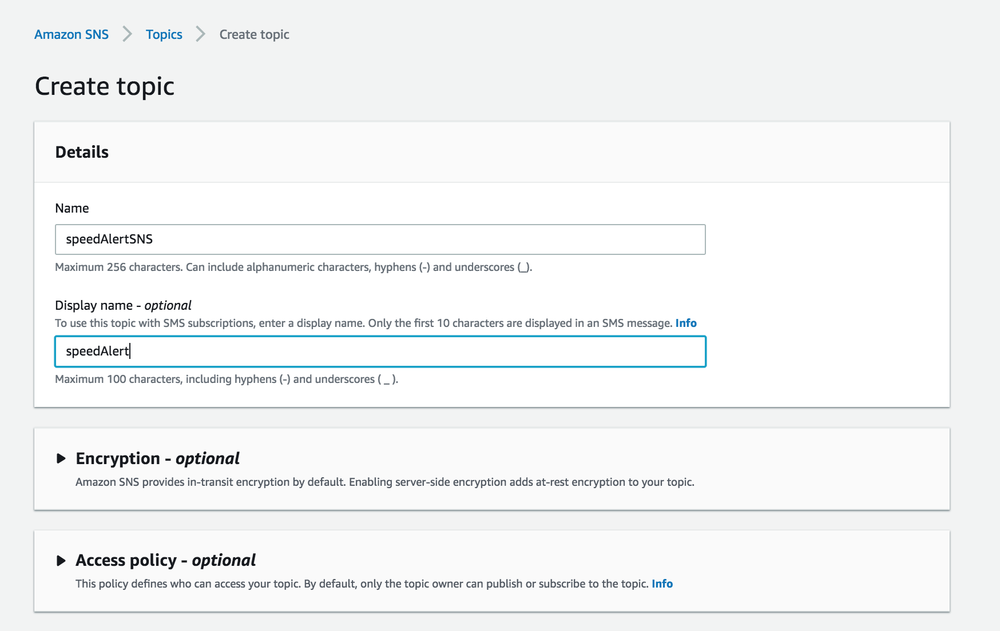 Amazon SNS > Topics > Create topic
Create topic
Details
Name
speedAlertSNS
Maximum 256 characters. Can include alphanumeric characters, hyphens (-) and underscores (_).
Display name - optional
To use this topic with SMS subscriptions, enter a display name. Only the first 10 characters are displayed in an SMS message. Info
speedAlert
Maximum 100 characters, including hyphens (-) and underscores ( _ ).
Encryption - optional
Amazon SNS provides in-transit encryption by default. Enabling server-side encryption adds at-rest encryption to your topic.
Access policy - optional
This policy defines who can access your topic. By default, only the topic owner can publish or subscribe to the topic. Info